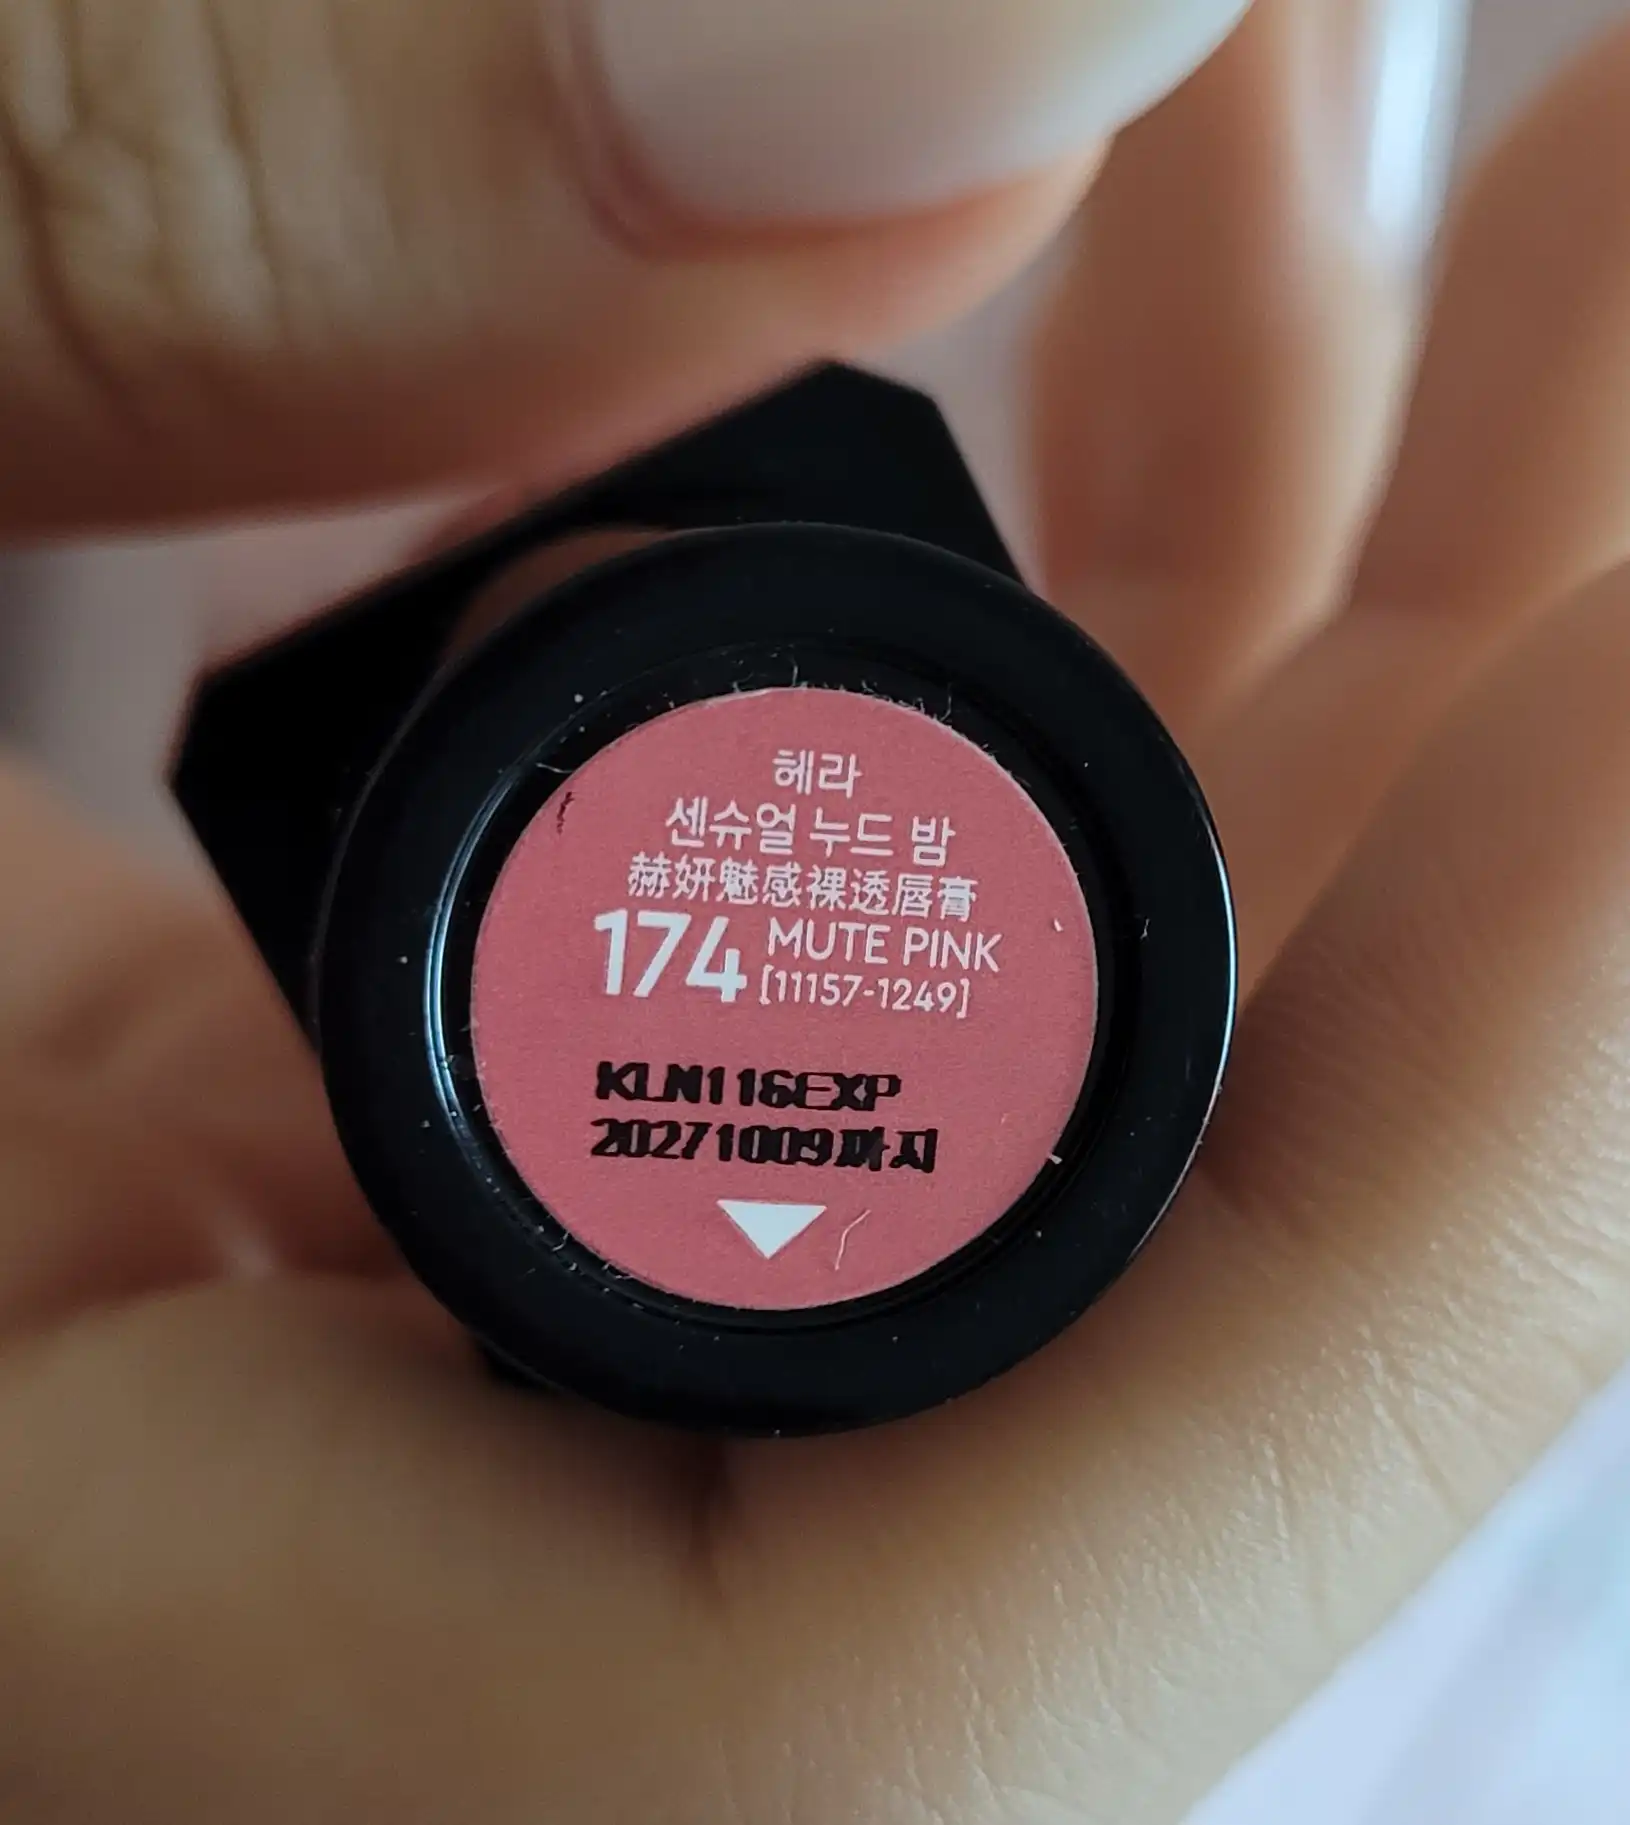 헤라
센슈얼 누드 밤
赫妍魅感裸透唇膏
174 MUTE PINK
[11157-1249]
KLN116EXP
20271009까지